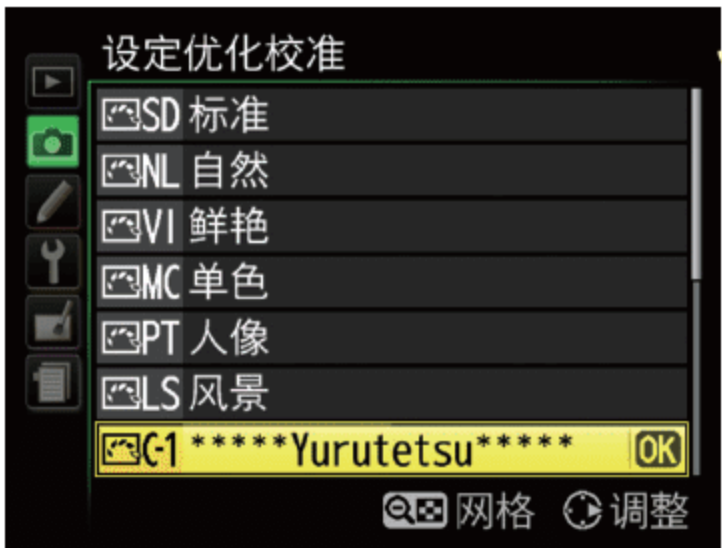 设定优化校准
SD 标准
NL 自然
VI 鲜艳
MC 单色
PT 人像
LS 风景
C-1 *****Yurutetsu***** OK
网格 调整